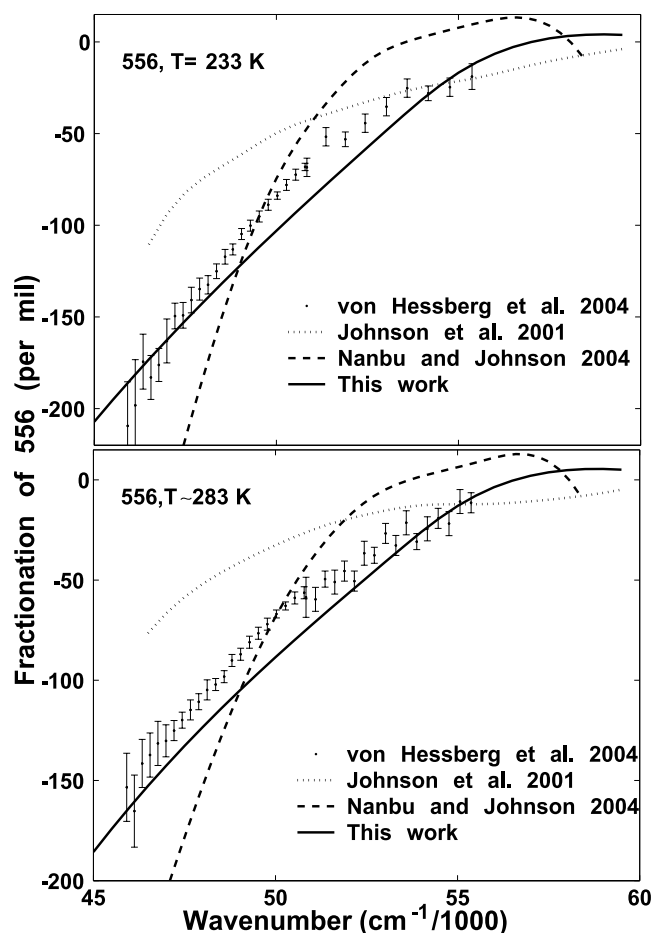 Fractionation of 556 (per mil)
0
-50
-100
-150
-200
556, T= 233 K
von Hessberg et al. 2004
Johnson et al. 2001
Nanbu and Johnson 2004
This work
0
-50
-100
-150
-200
556,T~283 K
von Hessberg et al. 2004
Johnson et al. 2001
Nanbu and Johnson 2004
This work
45 50 55 60
Wavenumber (cm⁻¹/1000)